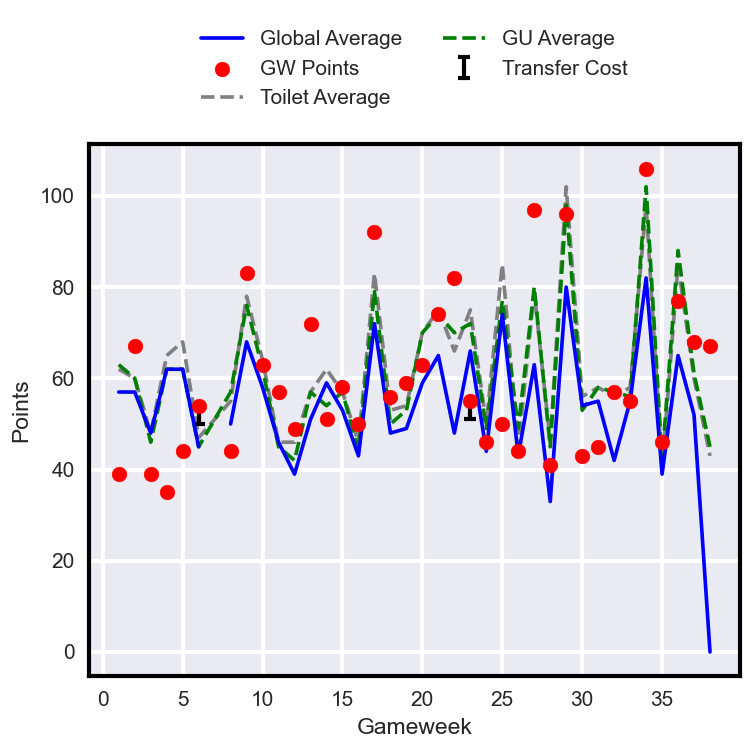 Global Average
GU Average
GW Points
Transfer Cost
Toilet Average
100
80
60
40
20
0
Points
0 5 10 15 20 25 30 35
Gameweek